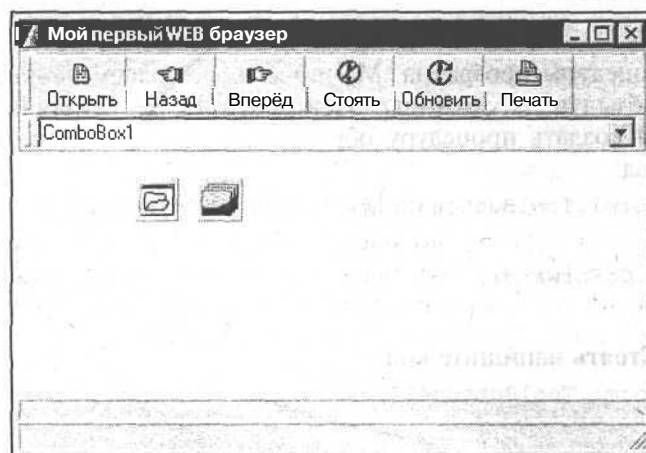 Мой первый WEB браузер
Открыть Назад Вперёд Стоять Обновить Печать
ComboBox1